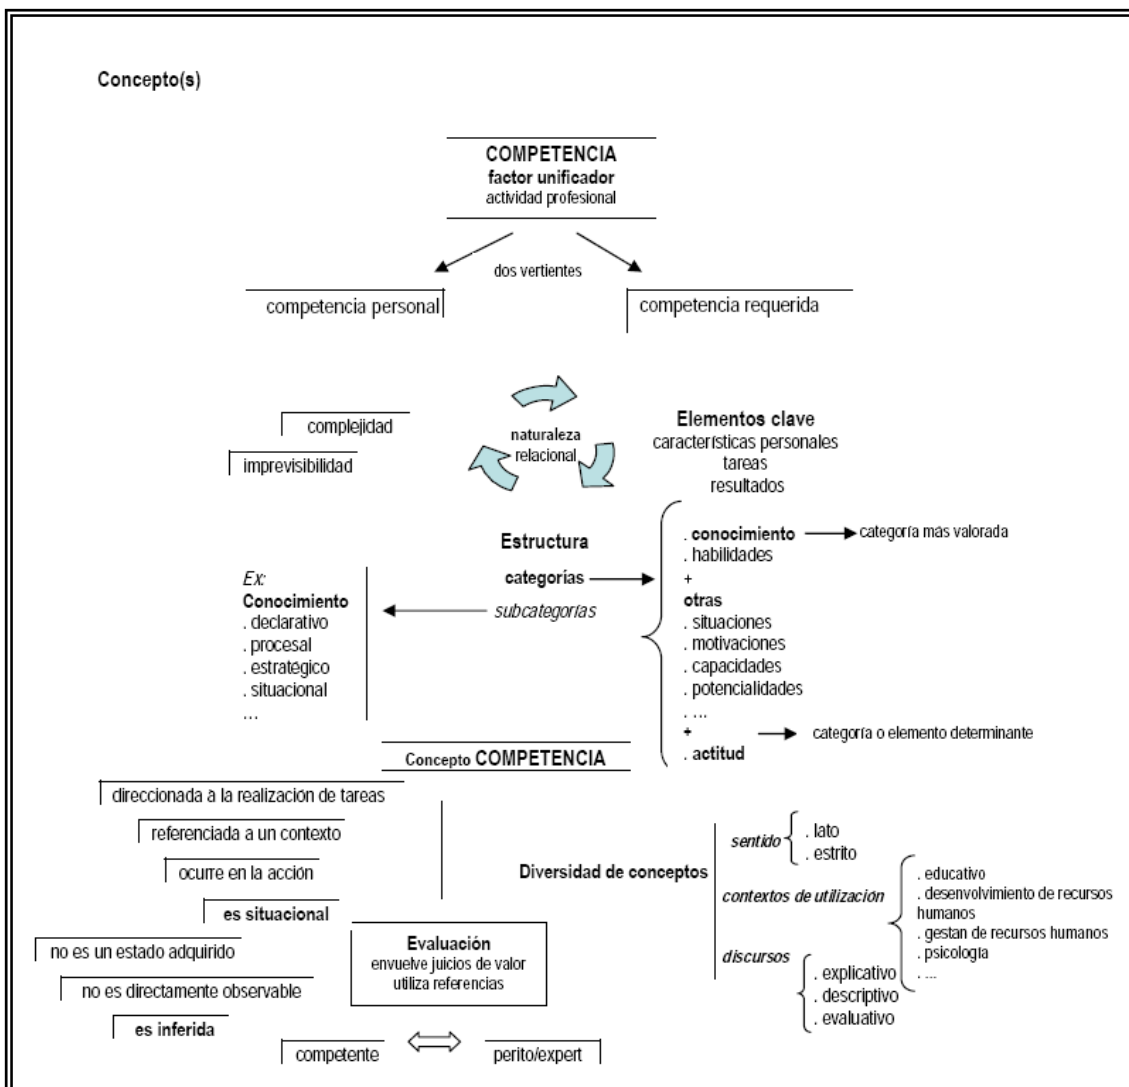 Concepto(s)
COMPETENCIA
factor unificador
actividad profesional
dos vertientes
competencia personal
competencia requerida
complejidad
imprevisibilidad
naturaleza
relacional
Elementos clave
características personales
tareas
resultados
Estructura
categorías
subcategorías
. conocimiento
categoría más valorada
. habilidades
+
otras
. situaciones
. motivaciones
. capacidades
. potencialidades
. ...
+
categoría o elemento determinante
. actitud
Ex:
Conocimiento
. declarativo
. procesal
. estratégico
. situacional
...
Concepto COMPETENCIA
direccionada a la realización de tareas
referenciada a un contexto
ocurre en la acción
es situacional
no es un estado adquirido
no es directamente observable
es inferida
Evaluación
envuelve juicios de valor
utiliza referencias
competente
perito/expert
Diversidad de conceptos
sentido
. lato
. estrito
contextos de utilización
. educativo
. desenvolvimiento de recursos
humanos
. gestan de recursos humanos
. psicología
. ...
discursos
. explicativo
. descriptivo
. evaluativo